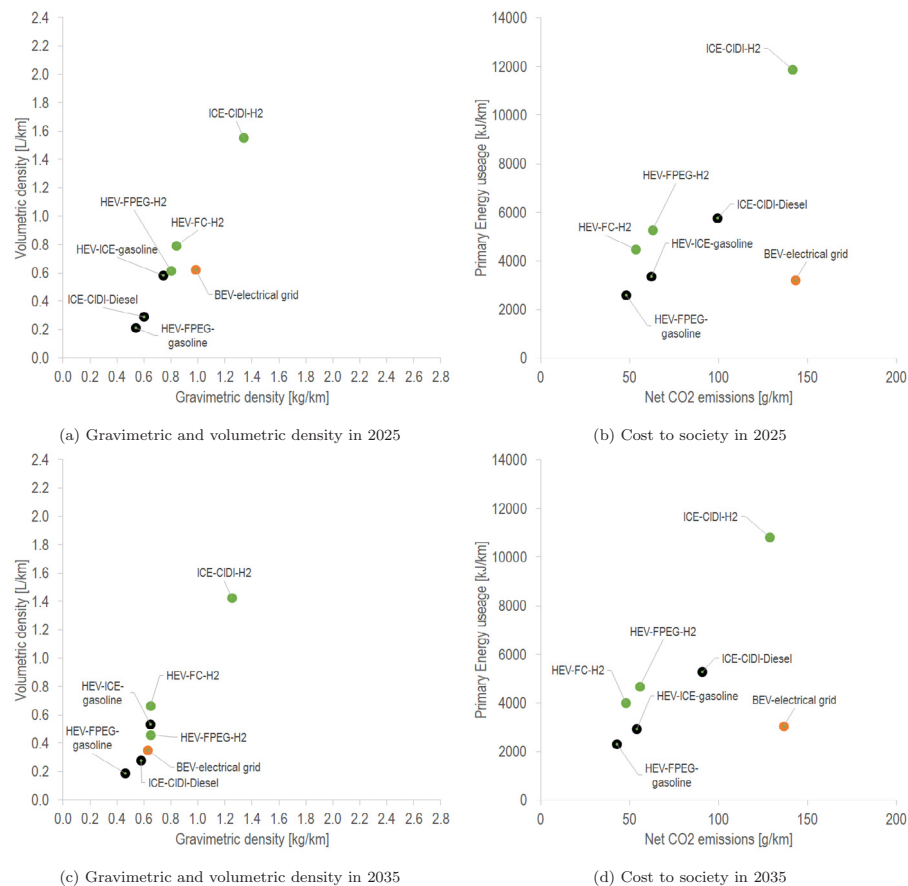 2.4
2.2
2.0
1.8
1.6
1.4
1.2
1.0
0.8
0.6
0.4
0.2
0.0
Volumetric density [L/km]
ICE-CIDI-H2
HEV-FPEG-H2
HEV-FC-H2
HEV-ICE-gasoline
BEV-electrical grid
ICE-CIDI-Diesel
HEV-FPEG-
gasoline
0.0 0.2 0.4 0.6 0.8 1.0 1.2 1.4 1.6 1.8 2.0 2.2 2.4 2.6 2.8
Gravimetric density [kg/km]
(a) Gravimetric and volumetric density in 2025
14000
12000
10000
8000
6000
4000
2000
0
Primary Energy useage [kJ/km]
ICE-CIDI-H2
HEV-FPEG-H2
ICE-CIDI-Diesel
HEV-FC-H2
HEV-ICE-gasoline
BEV-electrical grid
HEV-FPEG-
gasoline
0 50 100 150 200
Net CO2 emissions [g/km]
(b) Cost to society in 2025
2.4
2.2
2.0
1.8
1.6
1.4
1.2
1.0
0.8
0.6
0.4
0.2
0.0
Volumetric density [L/km]
ICE-CIDI-H2
HEV-FC-H2
HEV-ICE-
gasoline
HEV-FPEG-
gasoline
HEV-FPEG-H2
BEV-electrical grid
ICE-CIDI-Diesel
0.0 0.2 0.4 0.6 0.8 1.0 1.2 1.4 1.6 1.8 2.0 2.2 2.4 2.6 2.8
Gravimetric density [kg/km]
(c) Gravimetric and volumetric density in 2035
14000
12000
10000
8000
6000
4000
2000
0
Primary Energy useage [kJ/km]
ICE-CIDI-H2
HEV-FPEG-H2
ICE-CIDI-Diesel
HEV-FC-H2
HEV-ICE-gasoline
BEV-electrical grid
HEV-FPEG-
gasoline
0 50 100 150 200
Net CO2 emissions [g/km]
(d) Cost to society in 2035